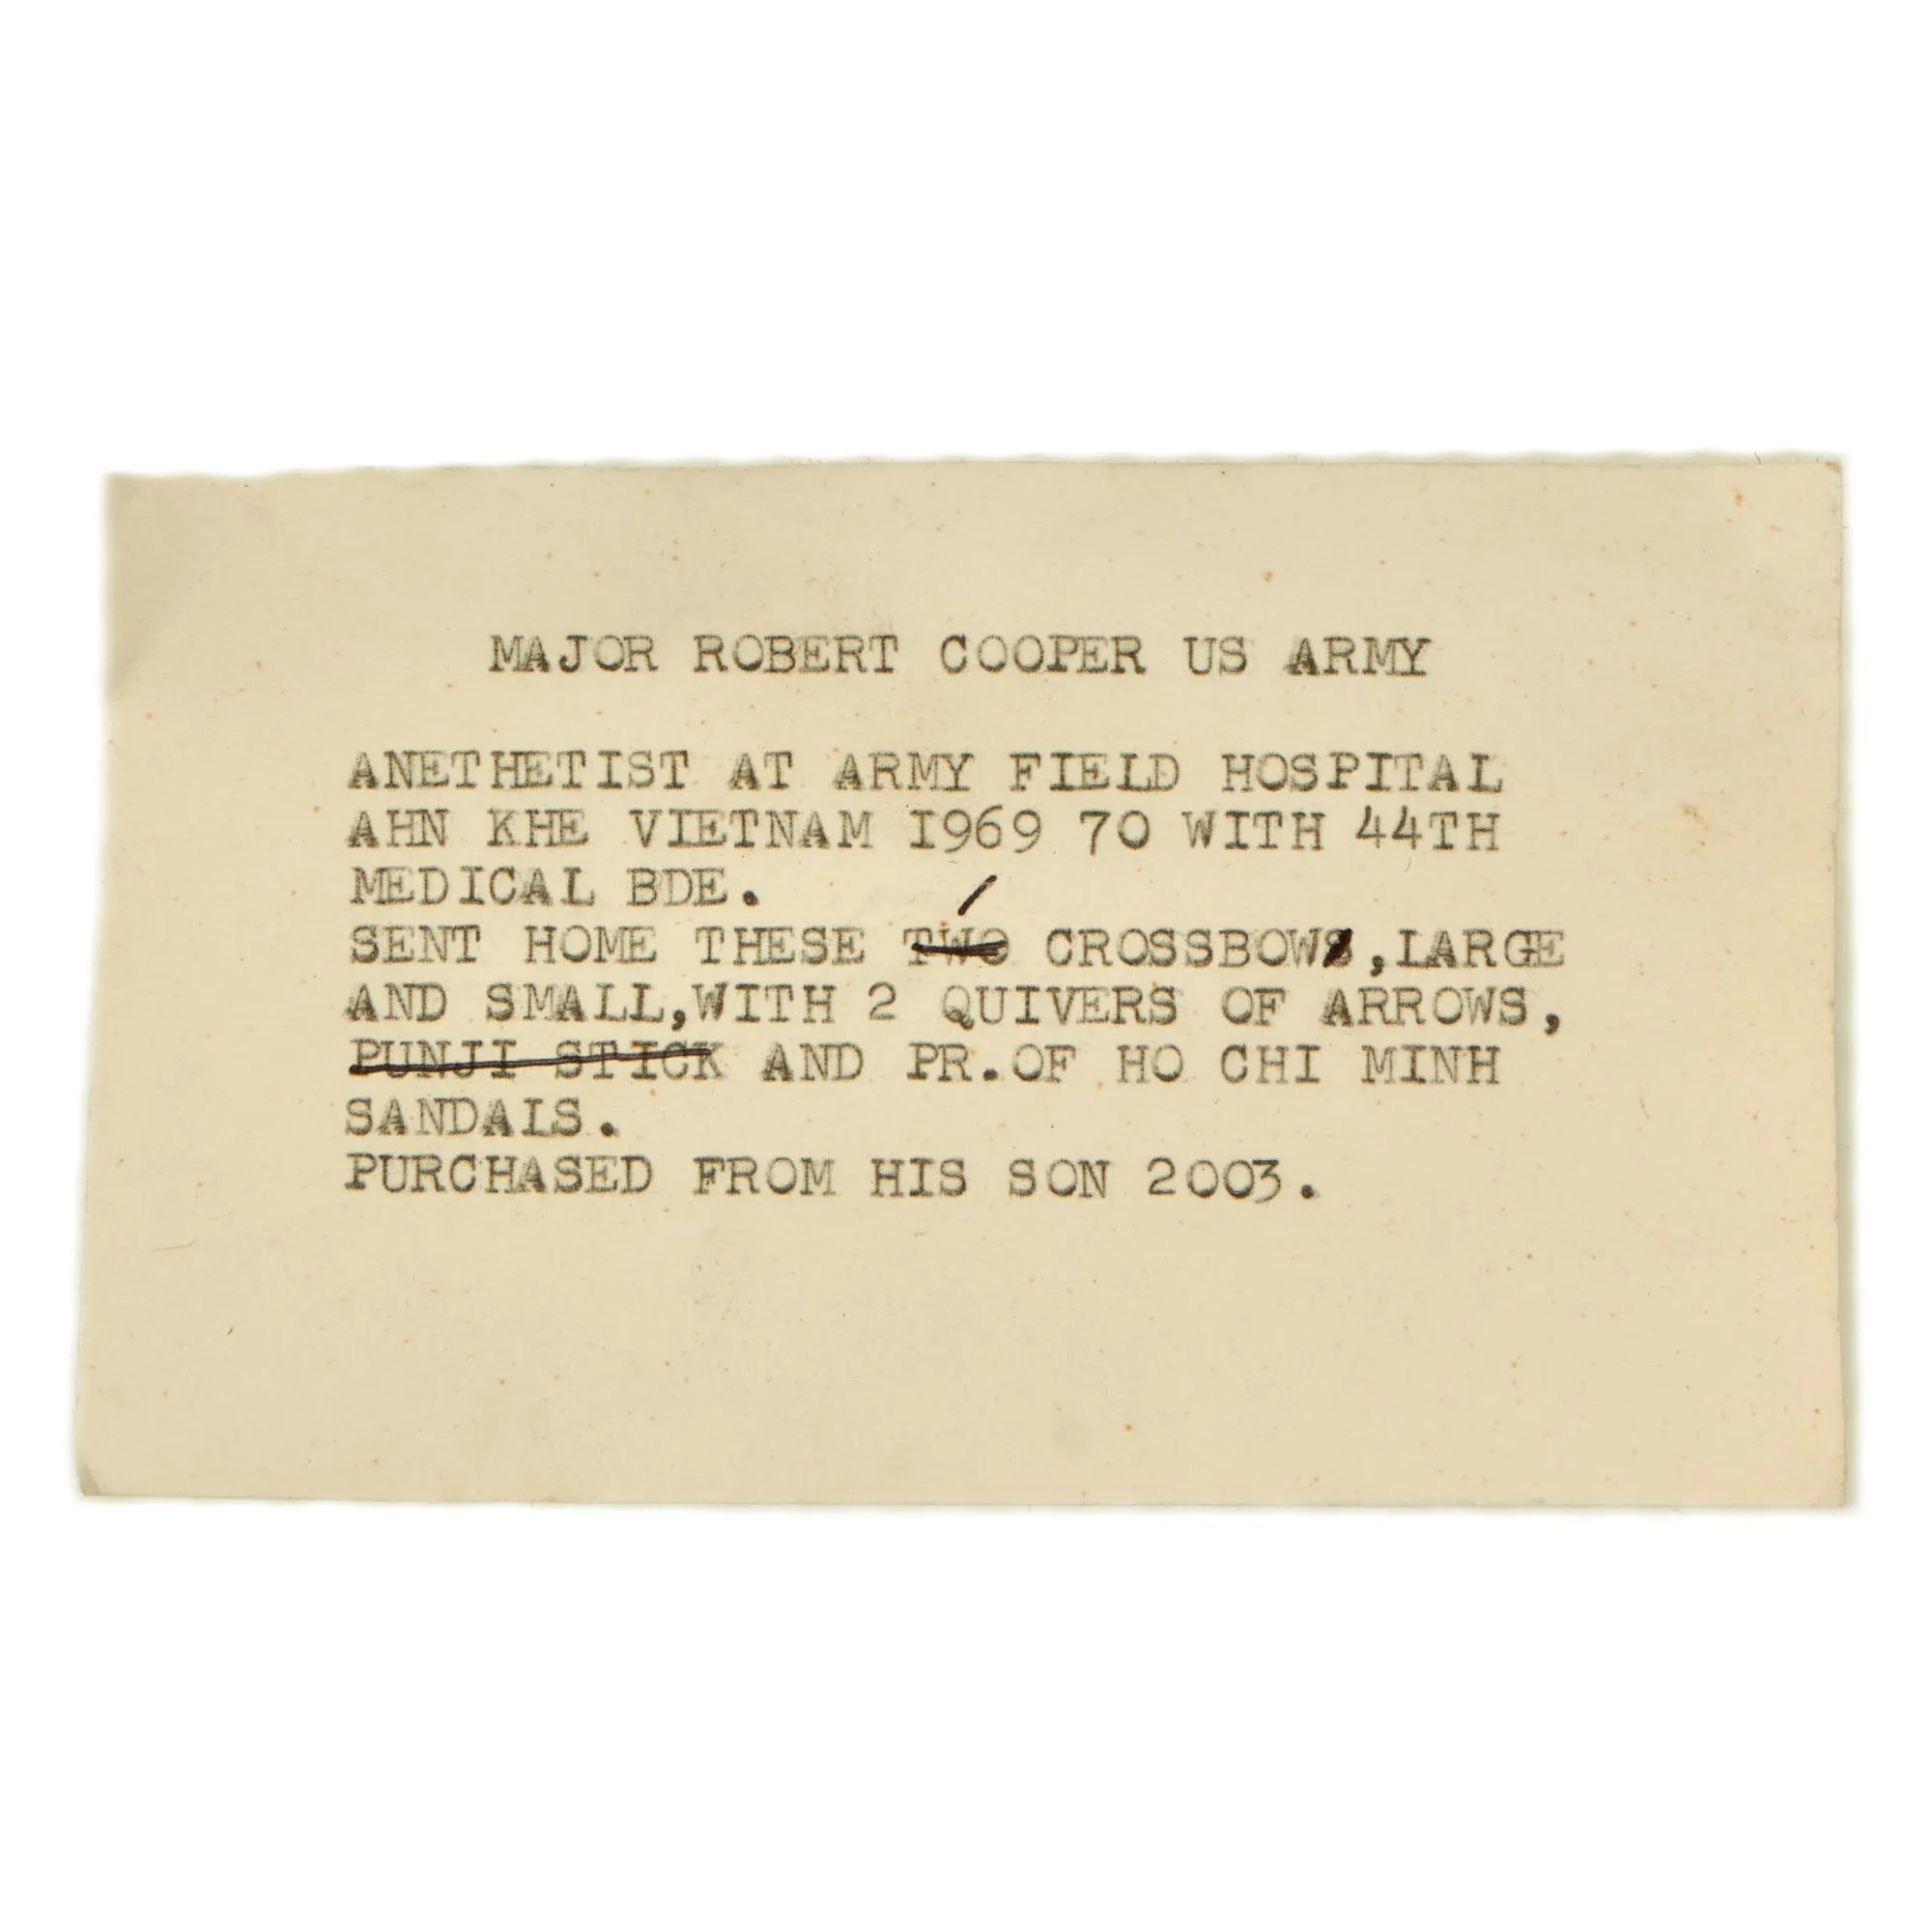 MAJOR ROBERT COOPER US ARMY
ANETHETIST AT ARMY FIELD HOSPITAL
AHN KHE VIETNAM I969 70 WITH 44TH
MEDICAL BDE.
/
SENT HOME THESE TWO CROSSBOWS,LARGE
AND SMALL,WITH 2 QUIVERS OF ARROWS,
PUNJI STICK AND PR.OF HO CHI MINH
SANDALS.
PURCHASED FROM HIS SON 2003.